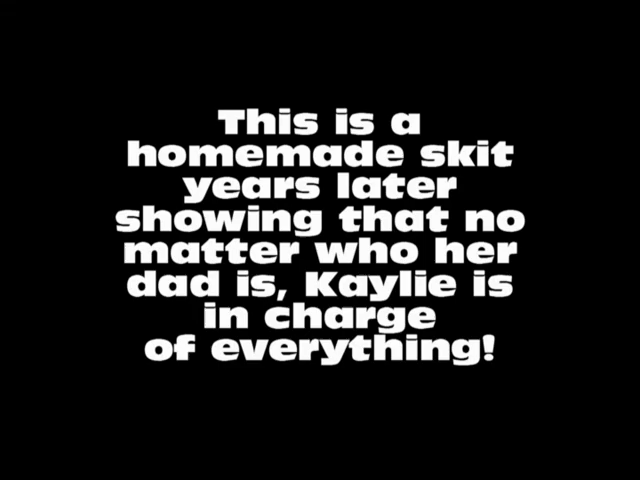 This is a
homemade skit
years later
showing that no
matter who her
dad is, Kaylie is
in charge
of everything!